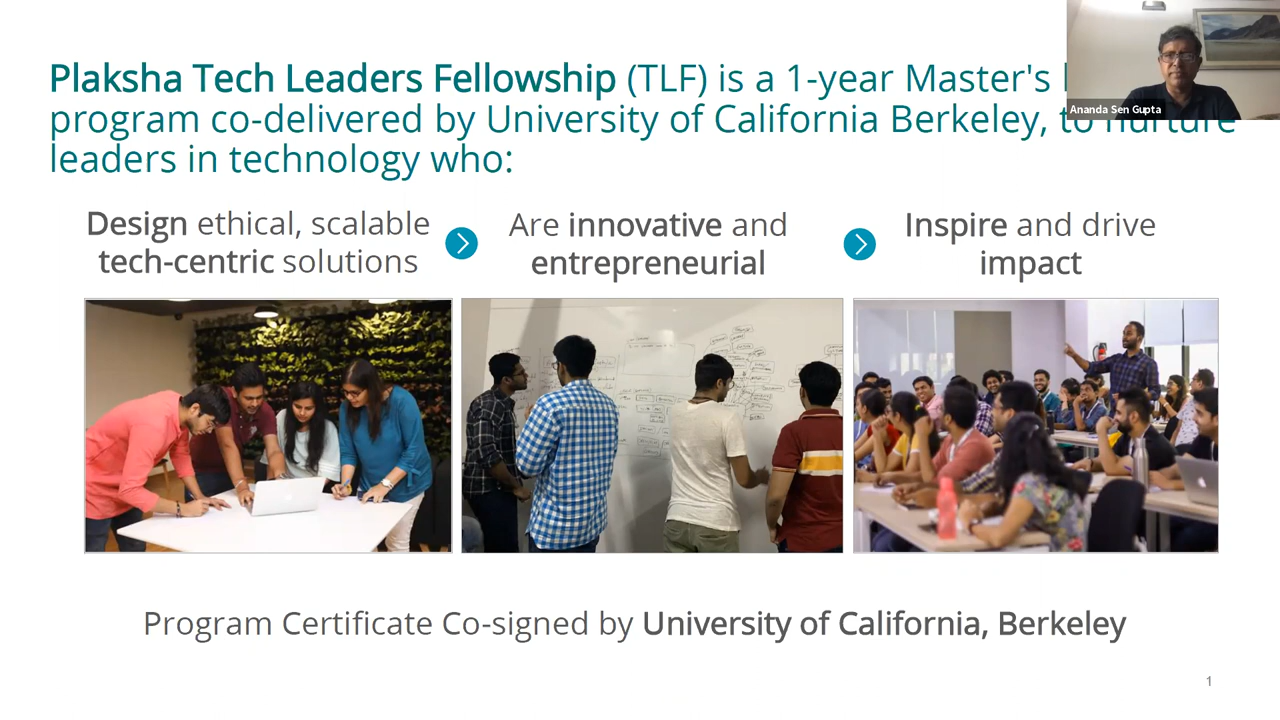 Plaksha Tech Leaders Fellowship (TLF) is a 1-year Master's
program co-delivered by University of California Berkeley, to nurture
leaders in technology who:
Ananda Sen Gupta
Design ethical, scalable
tech-centric solutions
Are innovative and
entrepreneurial
Inspire and drive
impact
Program Certificate Co-signed by University of California, Berkeley
1